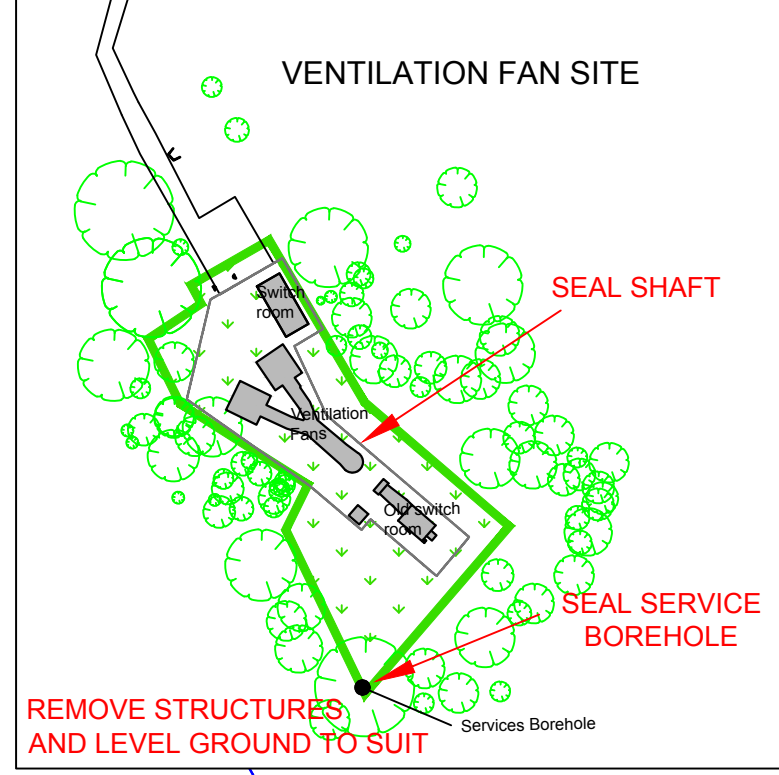 VENTILATION FAN SITE
SEAL SHAFT
Switch
room
Ventilation
Fans
Old switch
room
SEAL SERVICE
BOREHOLE
REMOVE STRUCTURES
AND LEVEL GROUND TO SUIT
Services Borehole